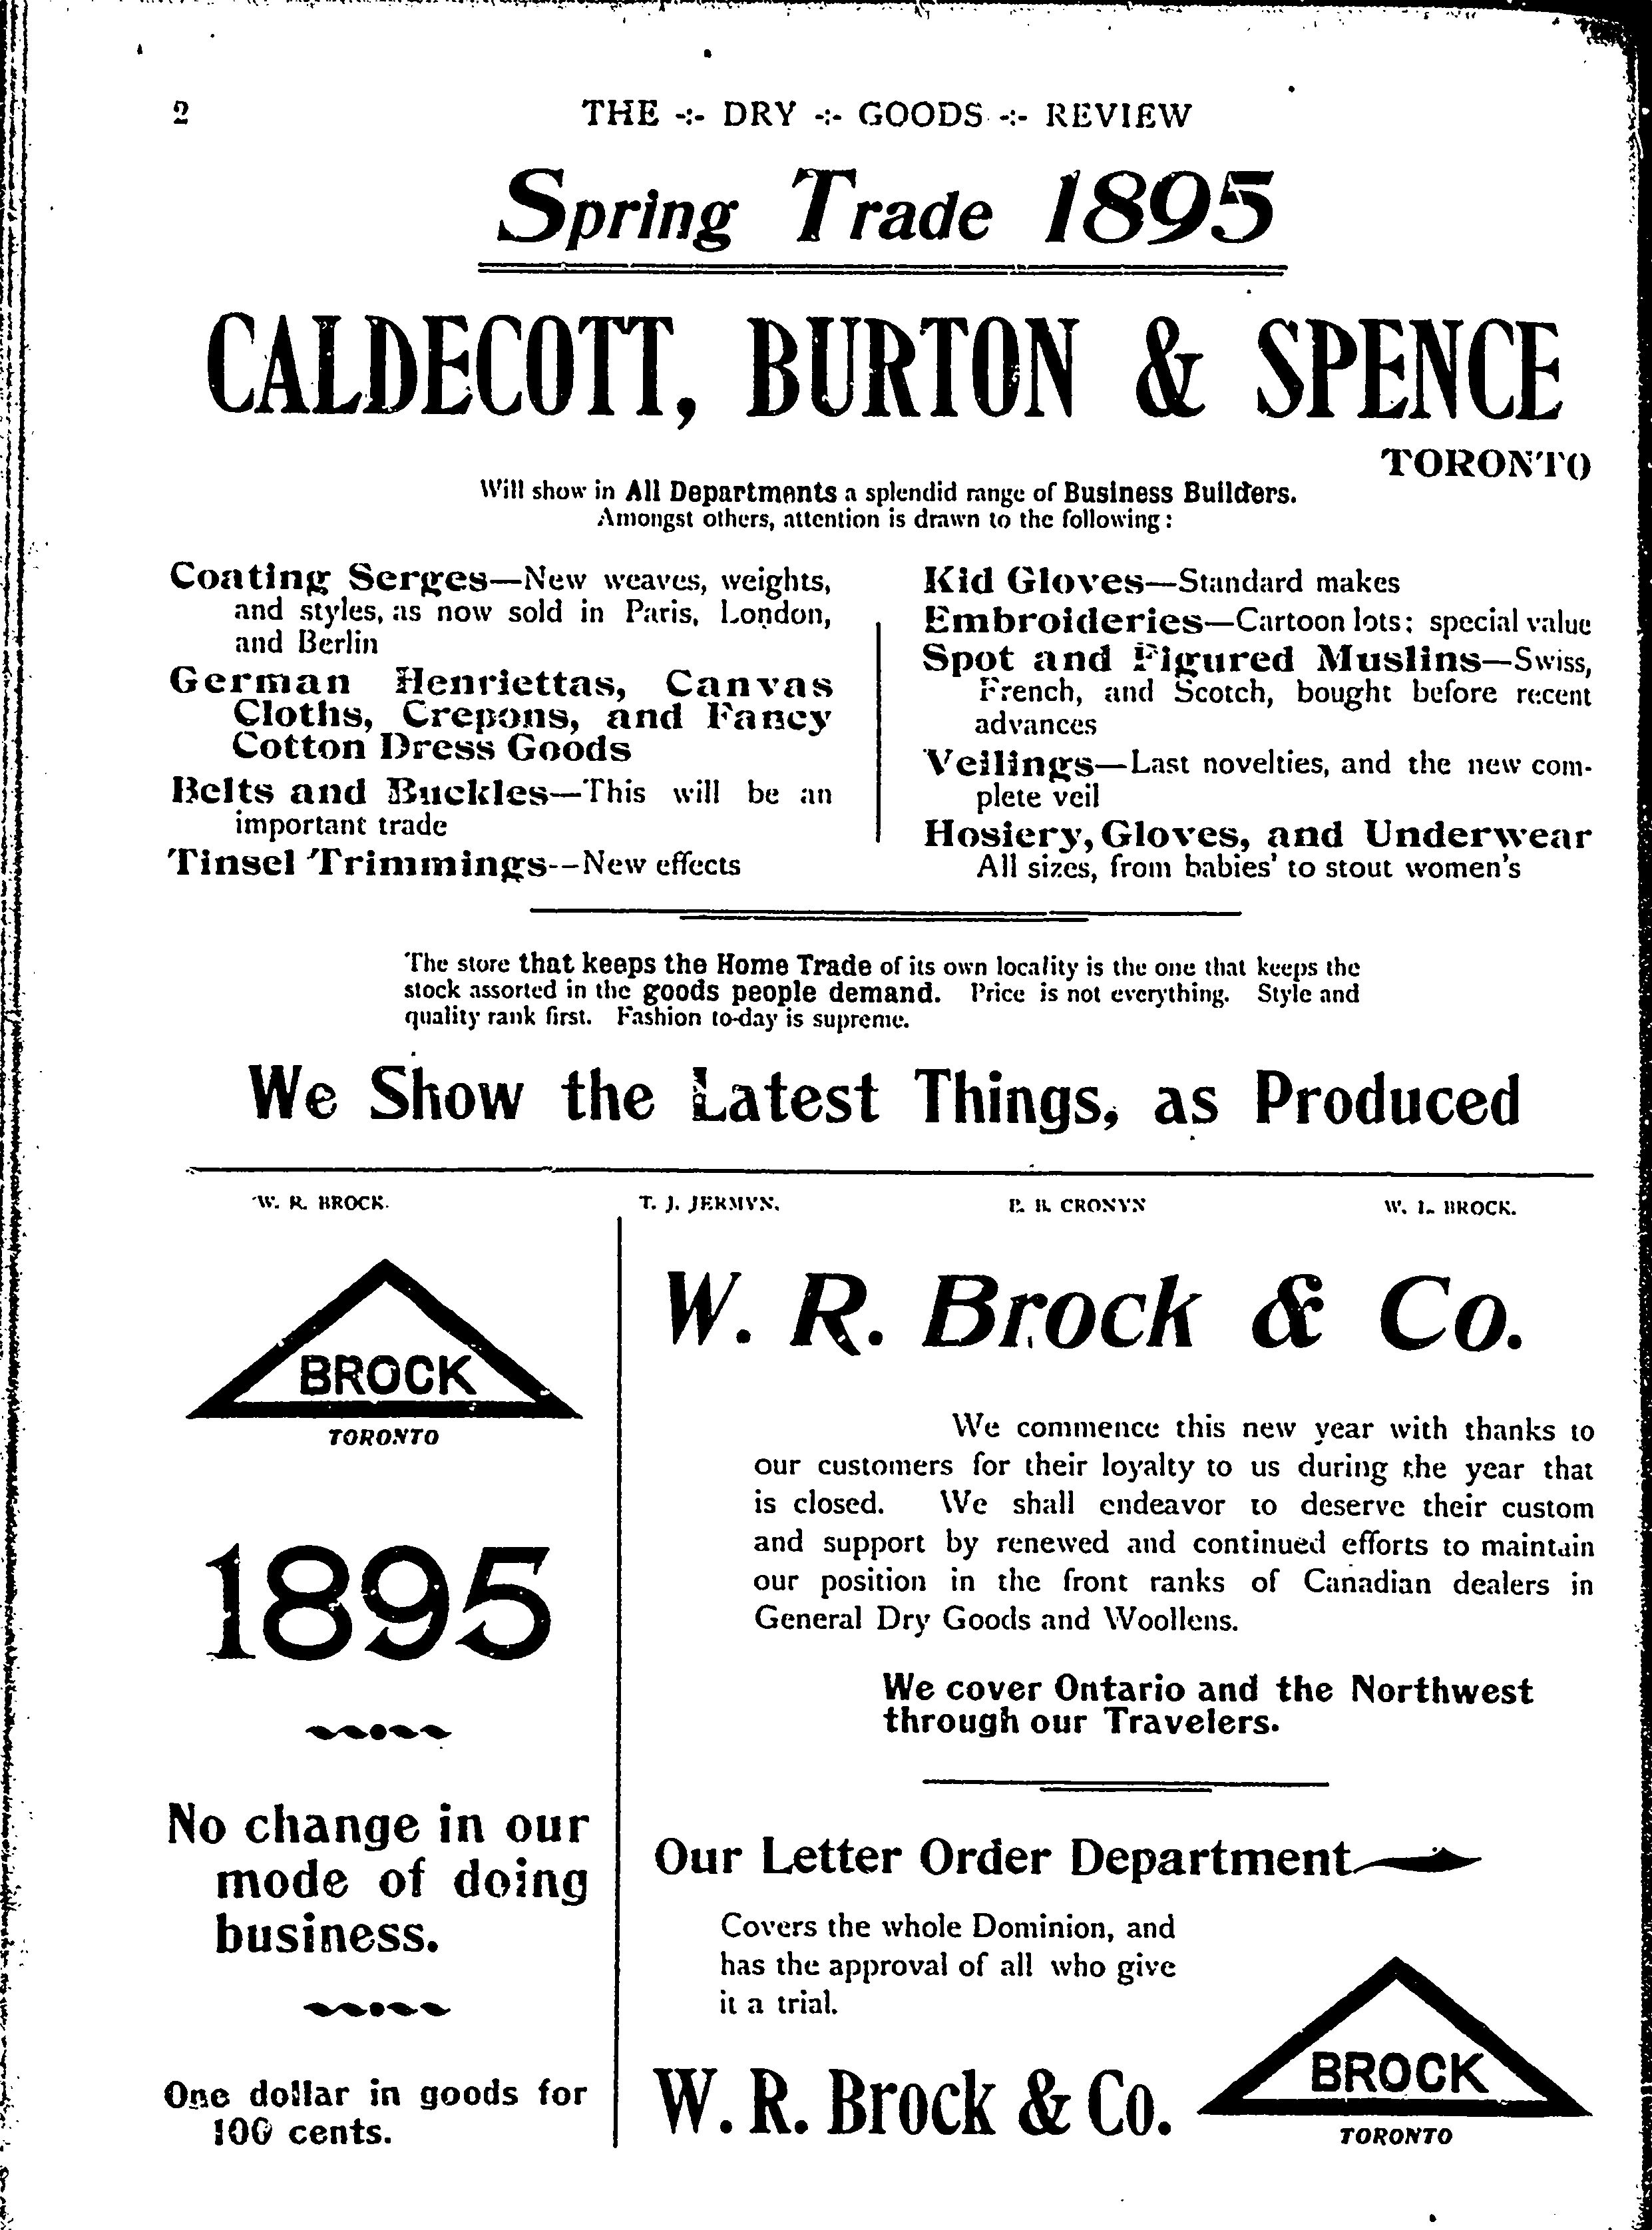 2
THE -:- DRY -:- GOODS -:- REVIEW
Spring Trade 1895
CALDECOTT, BURTON & SPENCE
TORONTO
Will show in All Departments a splendid range of Business Builders.
Amongst others, attention is drawn to the following:
Coating Serges—New weaves, weights,
and styles, as now sold in Paris, London,
and Berlin
German Henriettas, Canvas
Cloths, Crepons, and Fancy
Cotton Dress Goods
Belts and Buckles—This will be an
important trade
Tinsel Trimmings--New effects
Kid Gloves—Standard makes
Embroideries—Cartoon lots; special value
Spot and Figured Muslins—Swiss,
French, and Scotch, bought before recent
advances
Veilings—Last novelties, and the new com-
plete veil
Hosiery, Gloves, and Underwear
All sizes, from babies' to stout women's
The store that keeps the Home Trade of its own locality is the one that keeps the
stock assorted in the goods people demand. Price is not everything. Style and
quality rank first. Fashion to-day is supreme.
We Show the Latest Things, as Produced
W. R. BROCK. T. J. JERMYN. B. B. CRONYN W. L. BROCK.
BROCK
TORONTO
1895
No change in our
mode of doing
business.
One dollar in goods for
100 cents.
W. R. Brock & Co.
We commence this new year with thanks to
our customers for their loyalty to us during the year that
is closed. We shall endeavor to deserve their custom
and support by renewed and continued efforts to maintain
our position in the front ranks of Canadian dealers in
General Dry Goods and Woollens.
We cover Ontario and the Northwest
through our Travelers.
Our Letter Order Department
Covers the whole Dominion, and
has the approval of all who give
it a trial.
W. R. Brock & Co.
BROCK
TORONTO